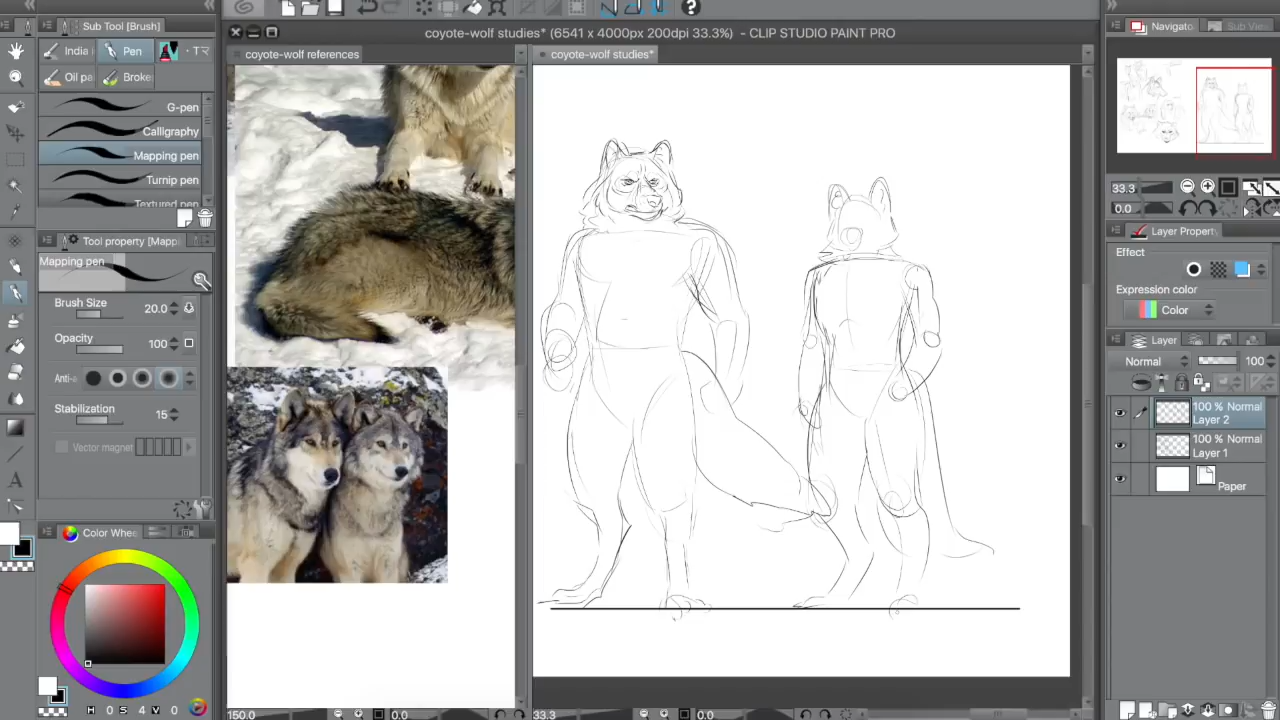 Sub Tool [Brush]
India i
Pen
T
Oil pa
Broke
G-pen
Calligraphy
Mapping pen
Turnip pen
Textured pen
Tool property [Mapp
Mapping pen
Brush Size
20.0
Opacity
100
Anti-a
Stabilization
15
Vector magnet
Color Whee
H 0 S 4 V 0
coyote-wolf studies* (6541 x 4000px 200dpi 33.3%) - CLIP STUDIO PAINT PRO
coyote-wolf references
coyote-wolf studies*
150.0
0.0
33.3
0.0
Navigato
Sub View
33.3
0.0
Layer Property
Effect
Expression color
Color
Layer
Normal
100
100 % Normal
Layer 2
100 % Normal
Layer 1
Paper